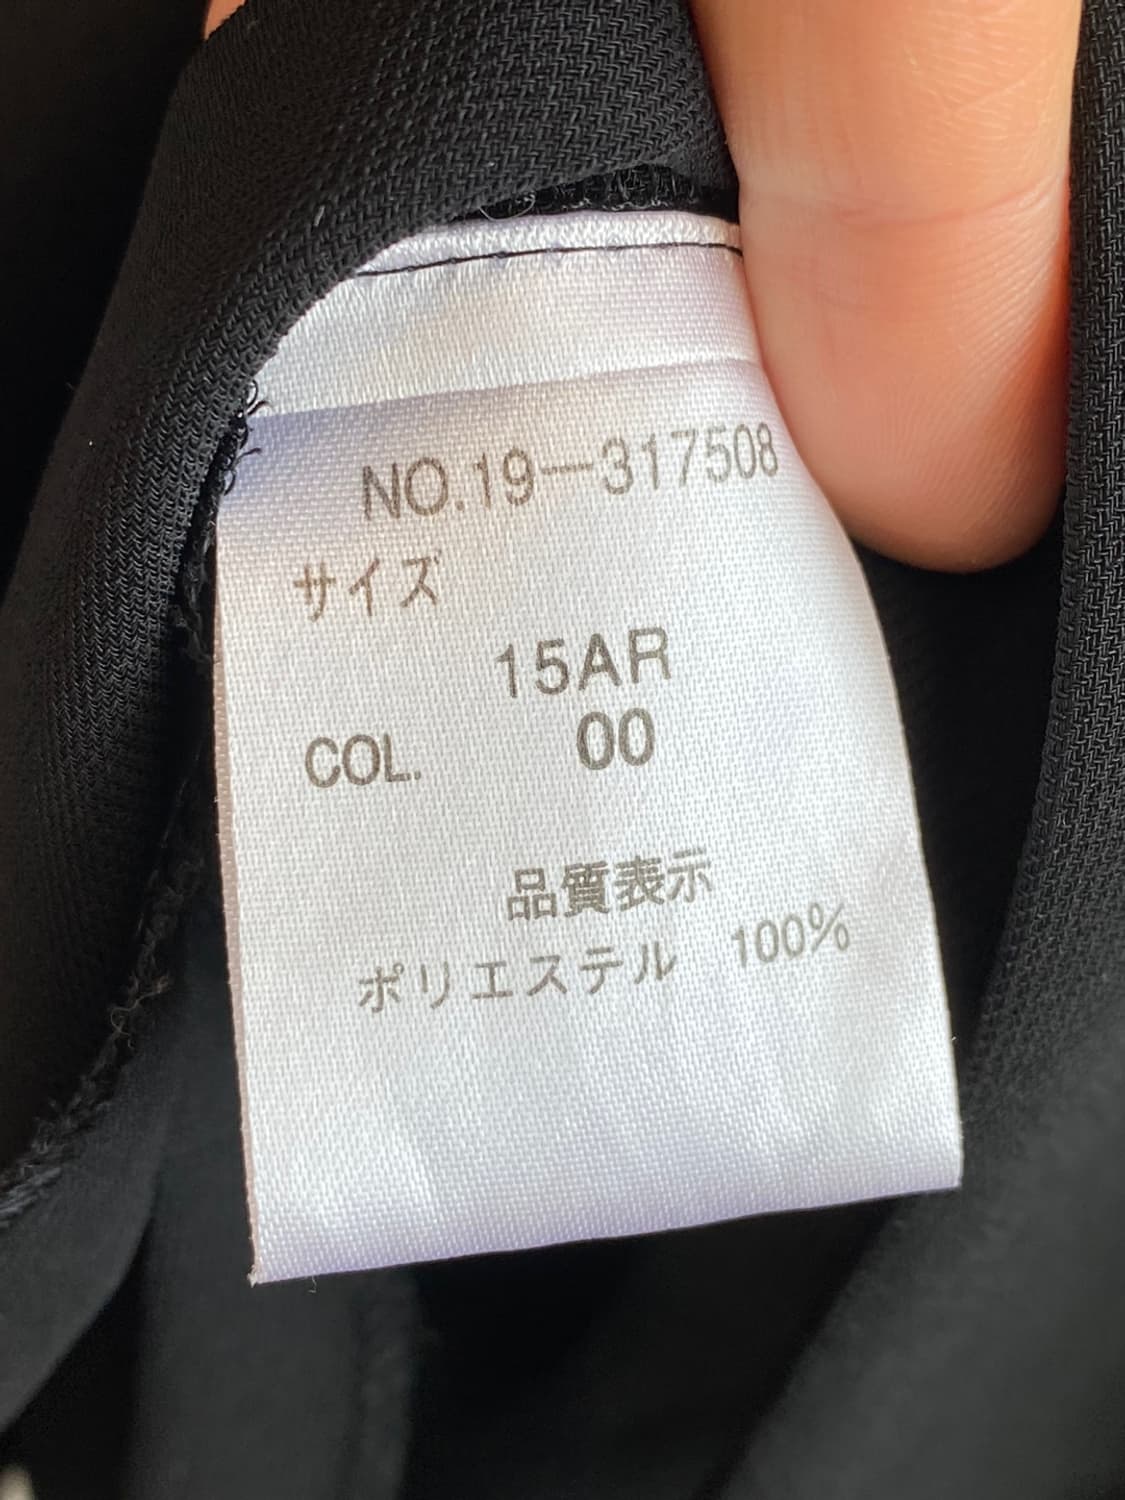 NO.19—317508
サイズ
15AR
COL. 00
品質表示
ポリエステル 100%